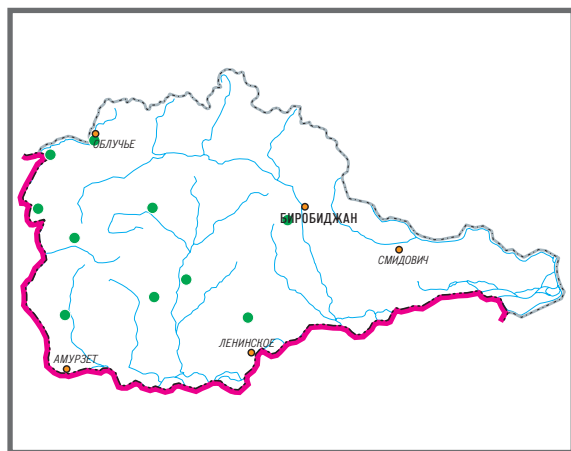 ОБЛУЧЬЕ
БИРОБИДЖАН
СМИДОВИЧ
ЛЕНИНСКОЕ
АМУРЗЕТ